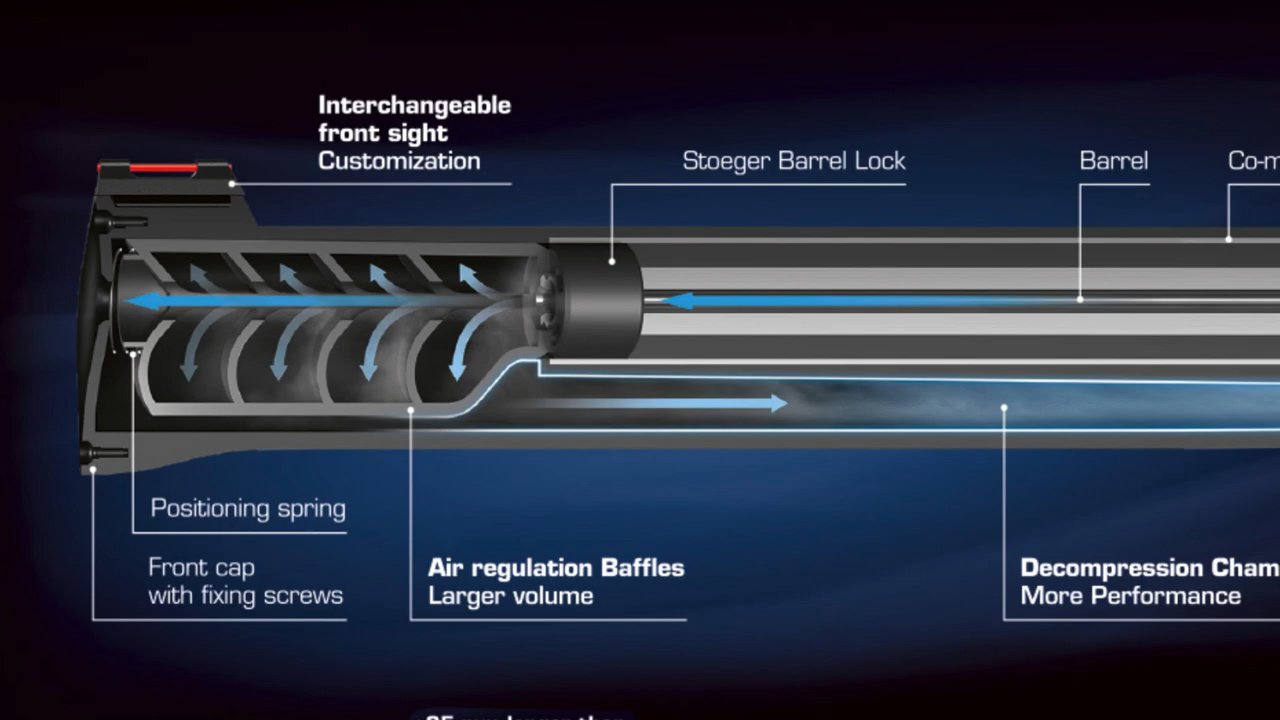 Interchangeable
front sight
Customization
Stoeger Barrel Lock
Barrel
Positioning spring
Front cap
with fixing screws
Air regulation Baffles
Larger volume
Decompression
More Performance